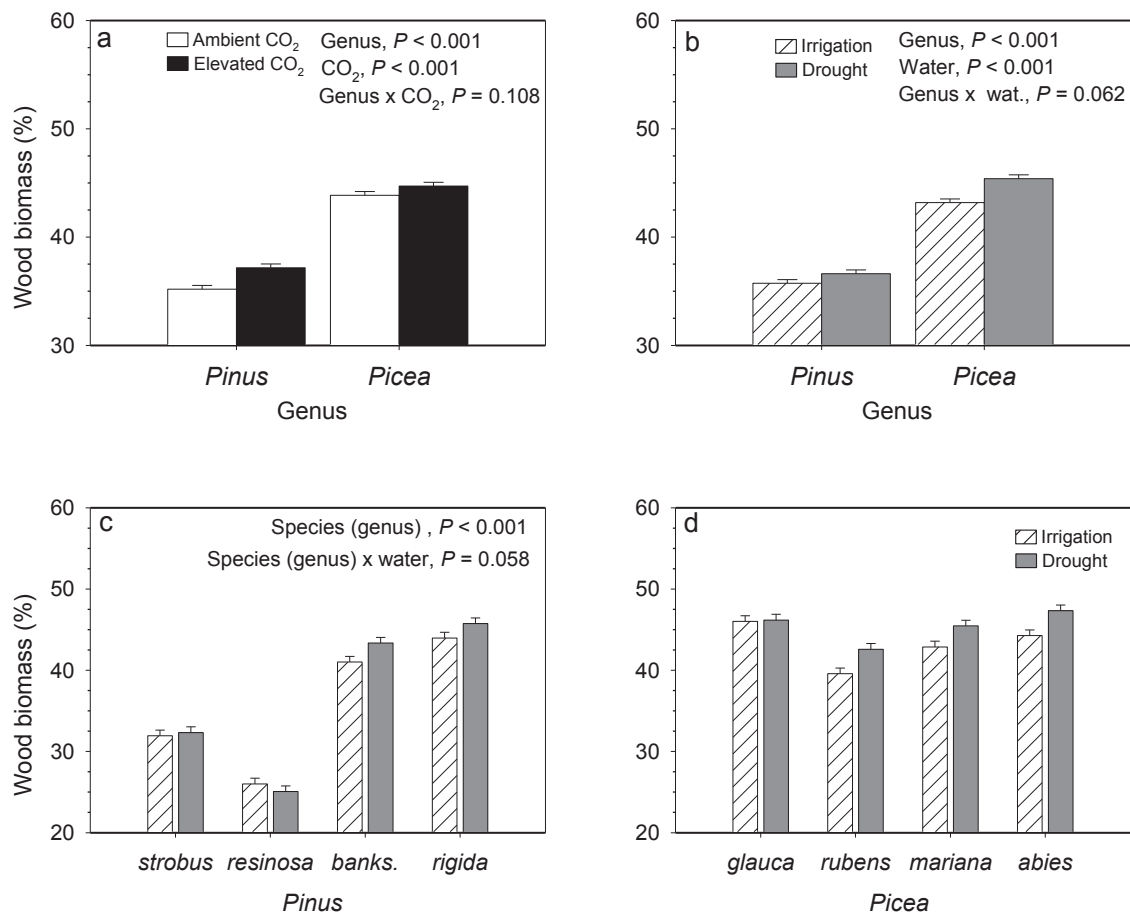 a
Ambient CO₂
Elevated CO₂
Genus, P < 0.001
CO₂, P < 0.001
Genus x CO₂, P = 0.108
Wood biomass (%)
60
50
40
30
Pinus Picea
Genus
b
Irrigation
Drought
Genus, P < 0.001
Water, P < 0.001
Genus x wat., P = 0.062
60
50
40
30
Pinus Picea
Genus
c
Species (genus) , P < 0.001
Species (genus) x water, P = 0.058
Wood biomass (%)
60
50
40
30
20
strobus resinosa banks. rigida
Pinus
d
Irrigation
Drought
60
50
40
30
20
glauca rubens mariana abies
Picea